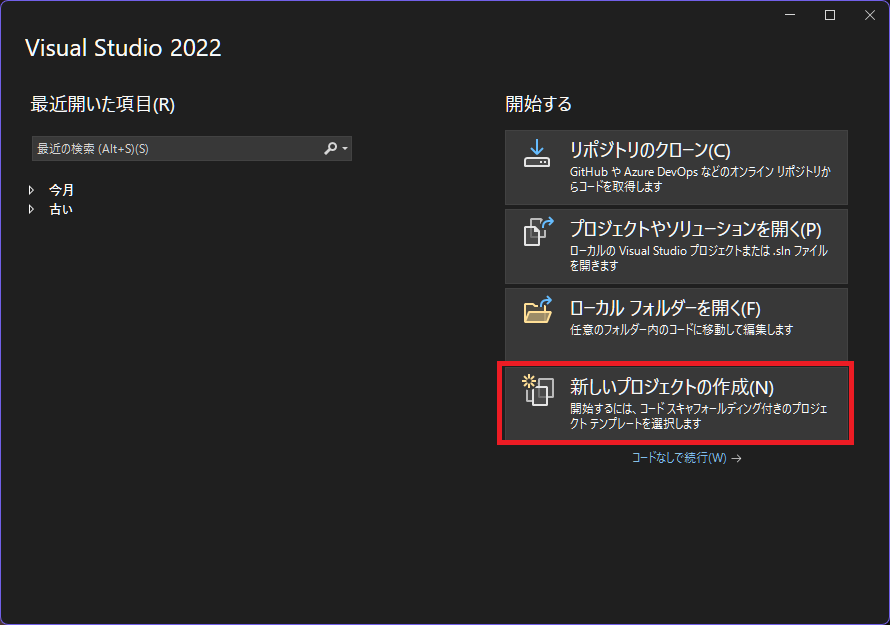 Visual Studio 2022
最近開いた項目(R)
最近の検索 (Alt+S)(S)
今月
古い
開始する
リポジトリのクローン(C)
GitHub や Azure DevOps などのオンライン リポジトリか
らコードを取得します
プロジェクトやソリューションを開く(P)
ローカルの Visual Studio プロジェクトまたは .sln ファイル
を開きます
ローカル フォルダーを開く(F)
任意のフォルダー内のコードに移動して編集します
新しいプロジェクトの作成(N)
開始するには、コード スキャフォールディング付きのプロジェ
クト テンプレートを選択します
コードなしで続行(W) →